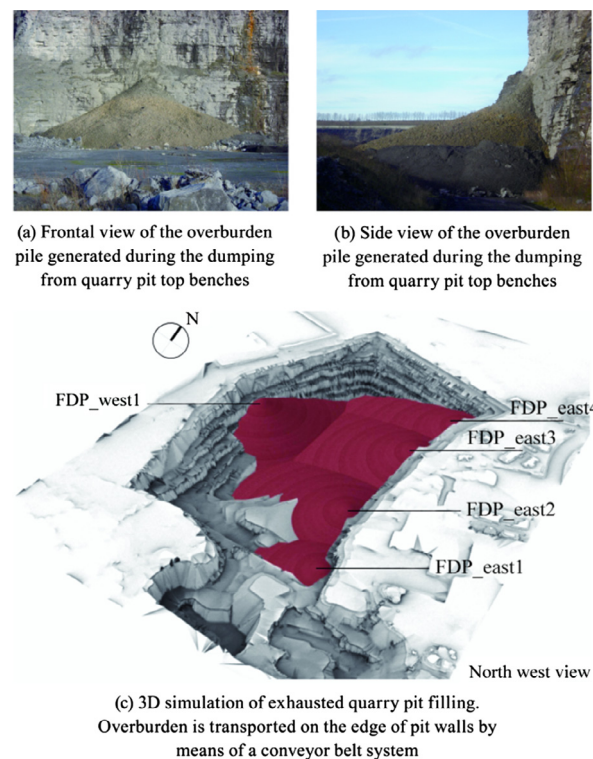 (a) Frontal view of the overburden
pile generated during the dumping
from quarry pit top benches
(b) Side view of the overburden
pile generated during the dumping
from quarry pit top benches
N
FDP_west1
FDP_east4
FDP_east3
FDP_east2
FDP_east1
North west view
(c) 3D simulation of exhausted quarry pit filling.
Overburden is transported on the edge of pit walls by
means of a conveyor belt system